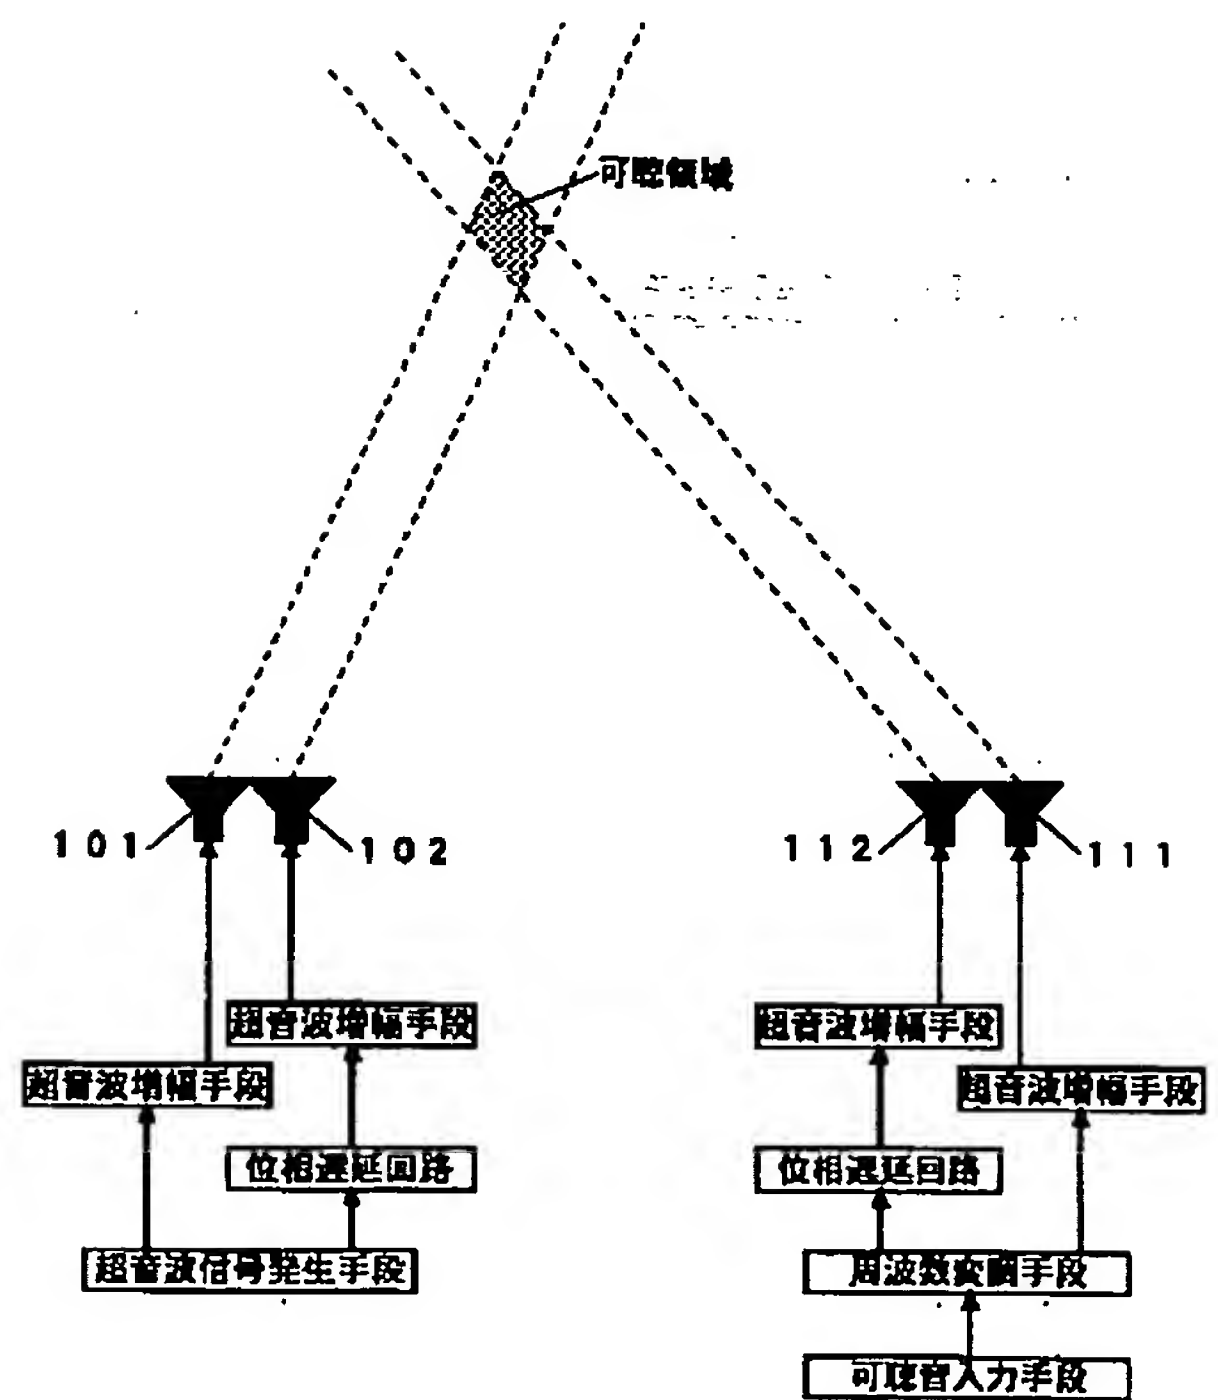 可聴領域
101
102
112
111
超音波増幅手段
超音波増幅手段
超音波増幅手段
超音波増幅手段
位相遅延回路
位相遅延回路
超音波信号発生手段
周波数変調手段
可聴音入力手段